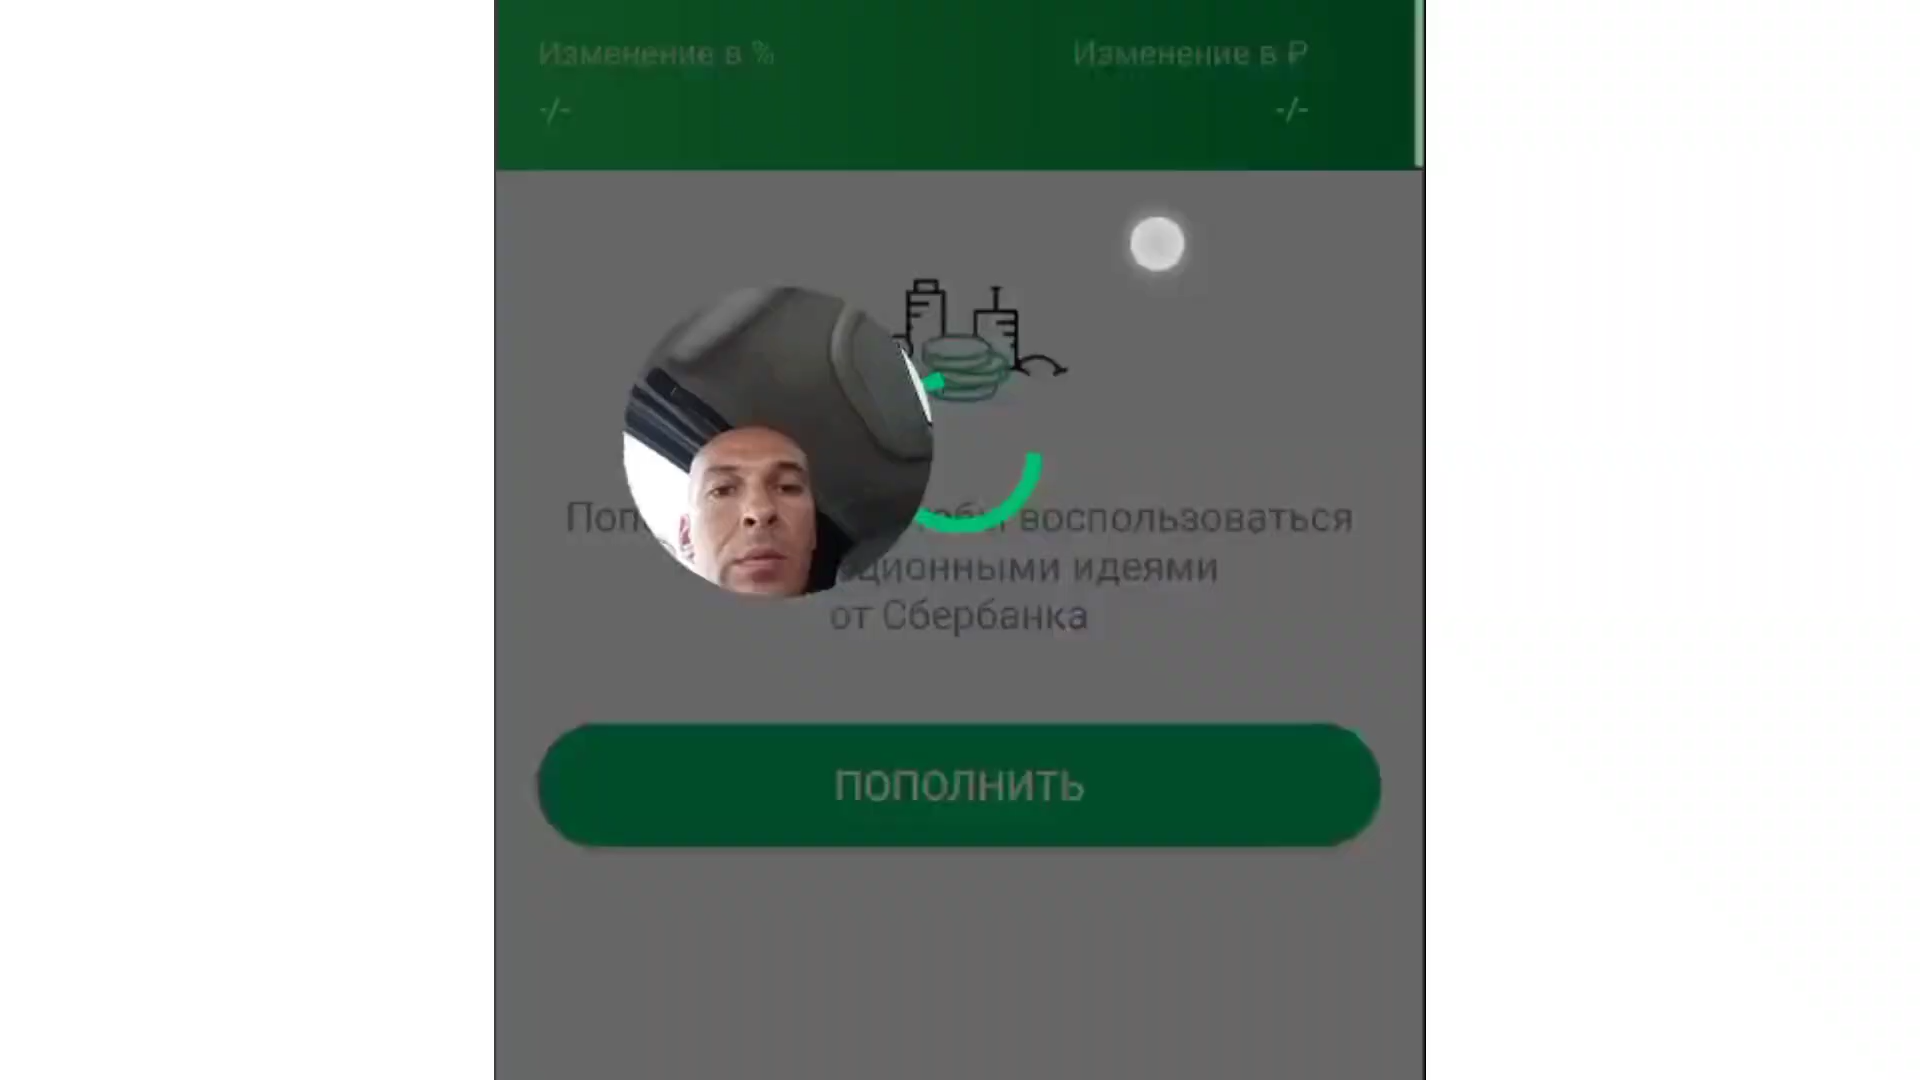 Изменение в %
Изменение в ₽
-/-
-/-
воспользоваться
идеями
от Сбербанка
ПОПОЛНИТЬ